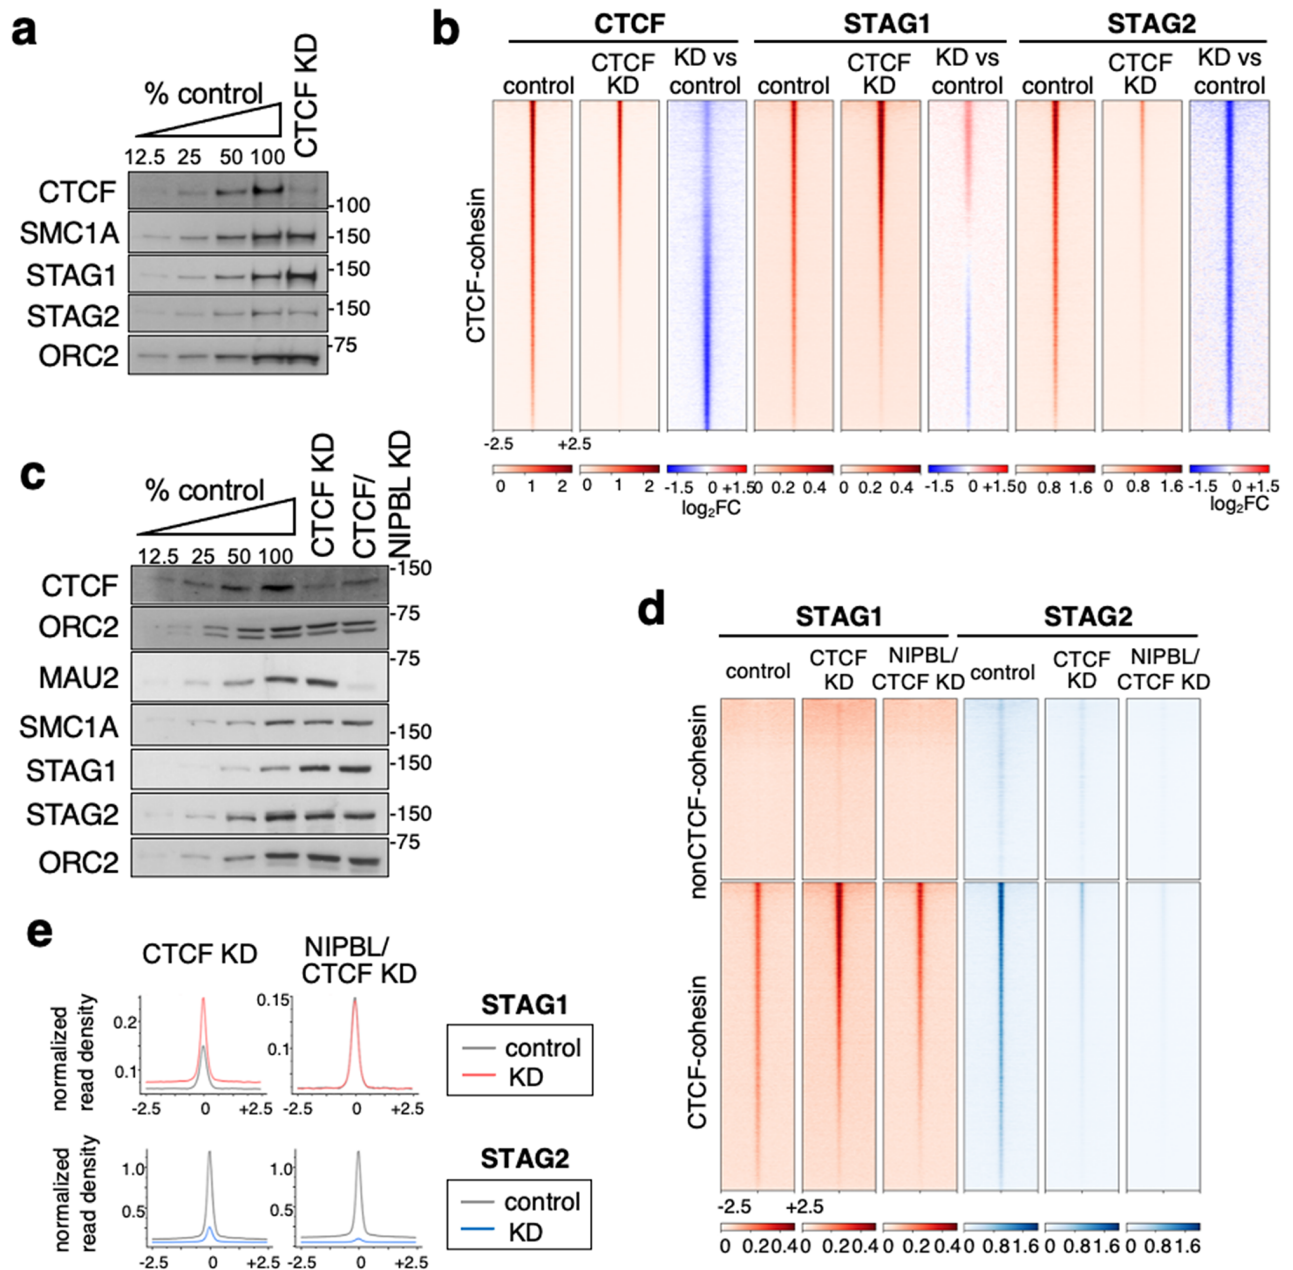 a
% control
CTCF KD
12.5 25 50 100
CTCF
-100
SMC1A
-150
STAG1
-150
STAG2
-150
ORC2
-75
b
CTCF STAG1 STAG2
control CTCF KD KD vs control control CTCF KD KD vs control control CTCF KD KD vs control
CTCF-cohesin
-2.5 +2.5
0 1 2 0 1 2 -1.5 0 +1.5 0 0.2 0.4 0 0.2 0.4 -1.5 0 +1.5 0 0.8 1.6 0 0.8 1.6 -1.5 0 +1.5
log2FC log2FC
c
% control
CTCF KD
CTCF/
NIPBL KD
12.5 25 50 100
CTCF
-150
ORC2
-75
MAU2
-75
SMC1A
-150
STAG1
-150
STAG2
-150
ORC2
-75
d
STAG1 STAG2
control CTCF KD NIPBL/ CTCF KD control CTCF KD NIPBL/ CTCF KD
nonCTCF-cohesin
CTCF-cohesin
-2.5 +2.5
0 0.20.4 0 0.20.4 0 0.2 0.4 0 0.81.6 0 0.81.6 0 0.8 1.6
e
CTCF KD
NIPBL/
CTCF KD
normalized
read density
0.2
0.1
-2.5 0 +2.5
0.15
0.1
-2.5 0 +2.5
STAG1
control
KD
normalized
read density
1.0
0.5
-2.5 0 +2.5
1.0
0.5
-2.5 0 +2.5
STAG2
control
KD